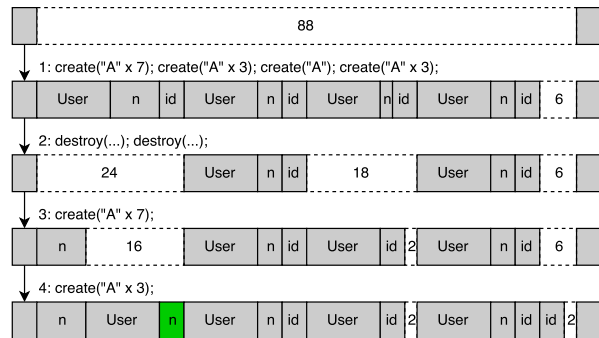 88
1: create("A" x 7); create("A" x 3); create("A"); create("A" x 3);
User n id User n id User n id User n id 6
2: destroy(...); destroy(...);
24 User n id 18 User n id 6
3: create("A" x 7);
n 16 User n id User id 2 User n id 6
4: create("A" x 3);
n User n User n id User id 2 User n id id 2